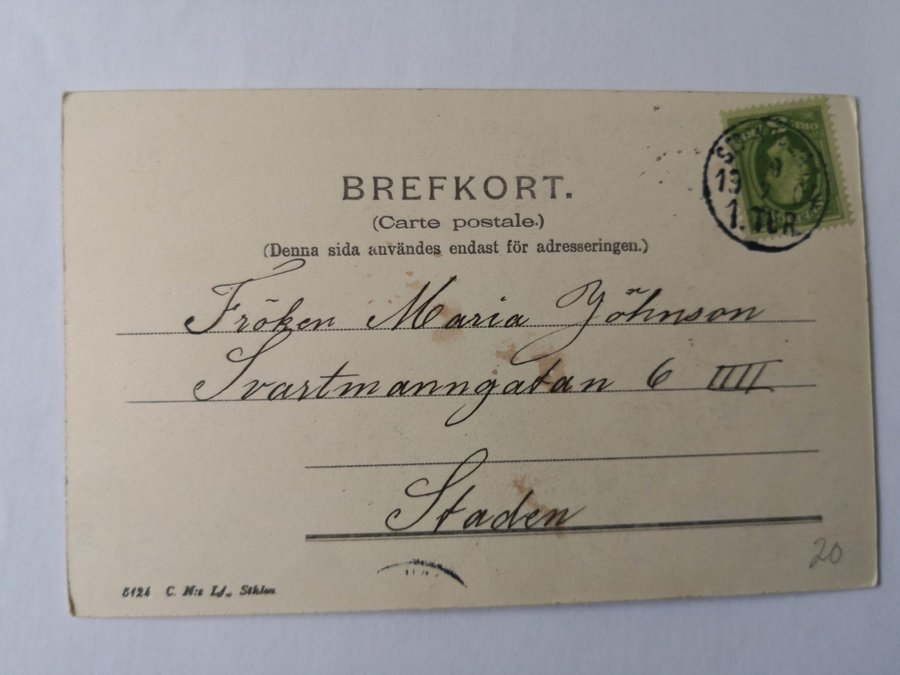 BREFKORT.
(Carte postale.)
(Denna sida användes endast för adresseringen.)
1. TUR
Fröken Maria Jöhnson
Svartmanngatan 6 IIII
Staden
20
5124 C. N:s Lj., Sthlm